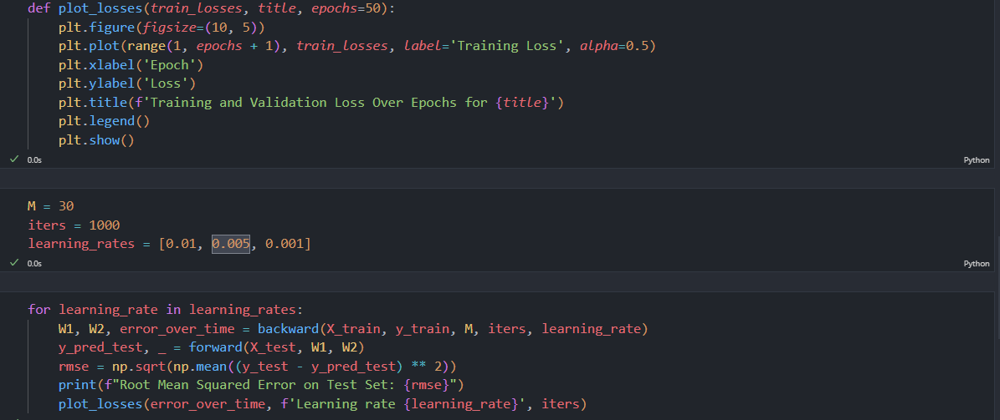 def plot_losses(train_losses, title, epochs=50):
    plt.figure(figsize=(10, 5))
    plt.plot(range(1, epochs + 1), train_losses, label='Training Loss', alpha=0.5)
    plt.xlabel('Epoch')
    plt.ylabel('Loss')
    plt.title(f'Training and Validation Loss Over Epochs for {title}')
    plt.legend()
    plt.show()
✓ 0.0s Python
M = 30
iters = 1000
learning_rates = [0.01, 0.005, 0.001]
✓ 0.0s Python
for learning_rate in learning_rates:
    W1, W2, error_over_time = backward(X_train, y_train, M, iters, learning_rate)
    y_pred_test, _ = forward(X_test, W1, W2)
    rmse = np.sqrt(np.mean((y_test - y_pred_test) ** 2))
    print(f"Root Mean Squared Error on Test Set: {rmse}")
    plot_losses(error_over_time, f'Learning rate {learning_rate}', iters)